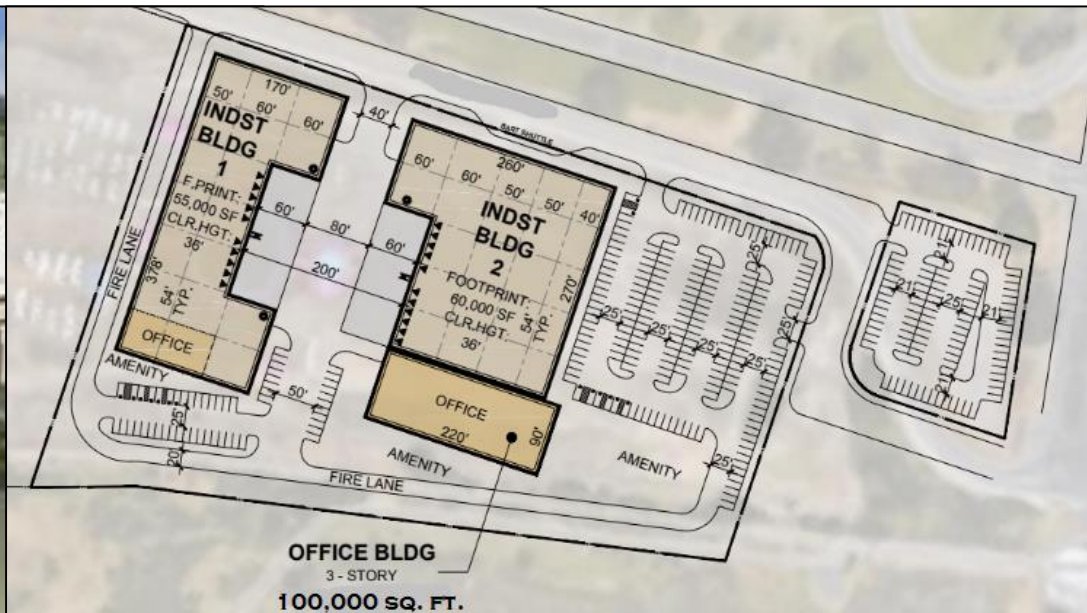 170'
50'
60'
60'
INDST
BLDG
1
F.PRINT:
55,000 SF
CLR.HGT:
36'
378'
54'
TYP.
OFFICE
AMENITY
FIRE LANE
40'
60'
80'
60'
200'
BART SHUTTLE
260'
60'
60'
50'
50'
40'
INDST
BLDG
2
FOOTPRINT:
60,000 SF
CLR.HGT:
36'
270'
54'
TYP.
OFFICE
220'
90'
AMENITY
FIRE LANE
50'
25'
20'
AMENITY
25'
25'
25'
25'
25'
25'
25'
25'
21'
21'
25'
21'
21'
OFFICE BLDG
3 - STORY
100,000 SQ. FT.